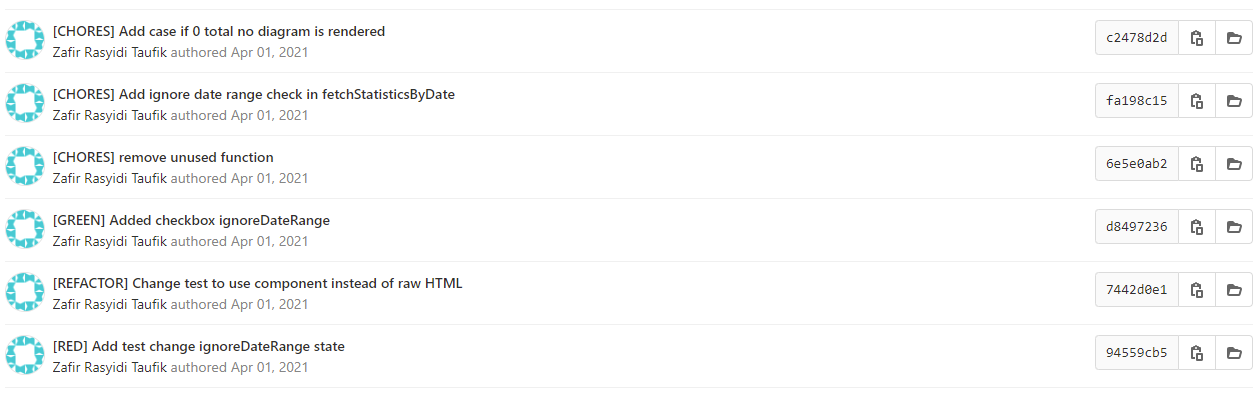 [CHORES] Add case if 0 total no diagram is rendered
c2478d2d
Zafir Rasyidi Taufik authored Apr 01, 2021
[CHORES] Add ignore date range check in fetchStatisticsByDate
fa198c15
Zafir Rasyidi Taufik authored Apr 01, 2021
[CHORES] remove unused function
6e5e0ab2
Zafir Rasyidi Taufik authored Apr 01, 2021
[GREEN] Added checkbox ignoreDateRange
d8497236
Zafir Rasyidi Taufik authored Apr 01, 2021
[REFACTOR] Change test to use component instead of raw HTML
7442d0e1
Zafir Rasyidi Taufik authored Apr 01, 2021
[RED] Add test change ignoreDateRange state
94559cb5
Zafir Rasyidi Taufik authored Apr 01, 2021